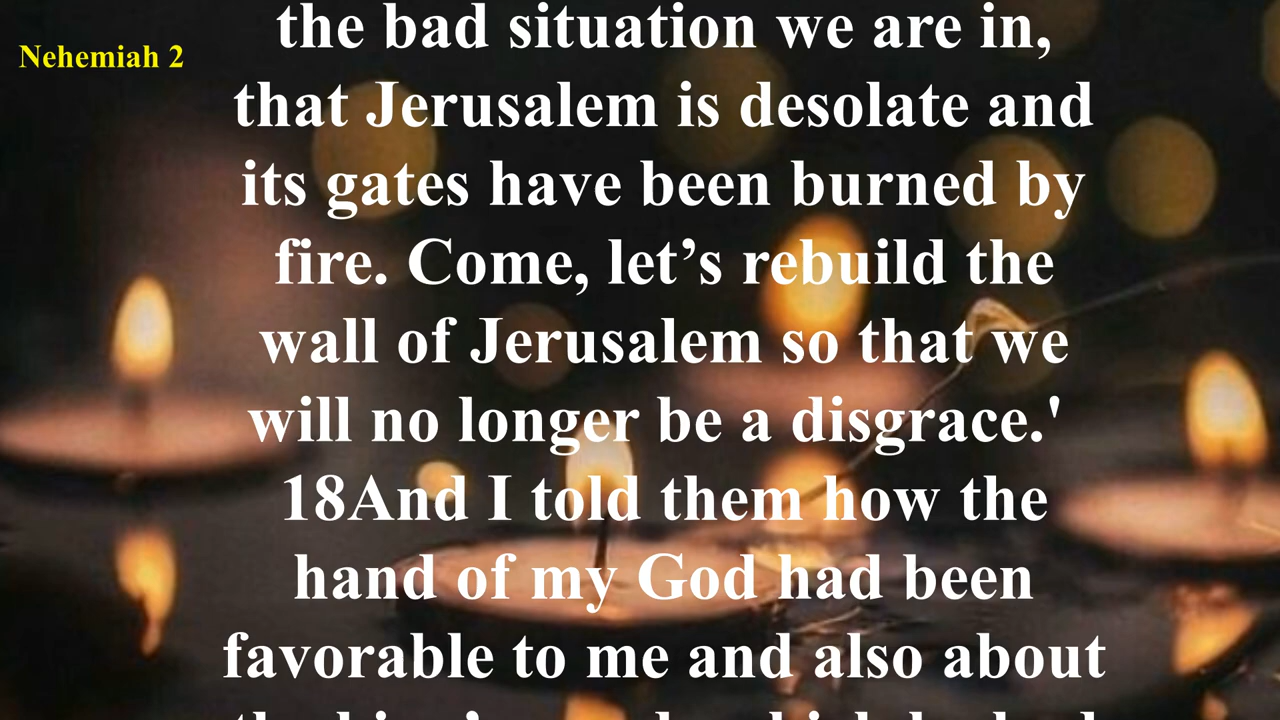 Nehemiah 2
the bad situation we are in,
that Jerusalem is desolate and
its gates have been burned by
fire. Come, let’s rebuild the
wall of Jerusalem so that we
will no longer be a disgrace.'
18And I told them how the
hand of my God had been
favorable to me and also about